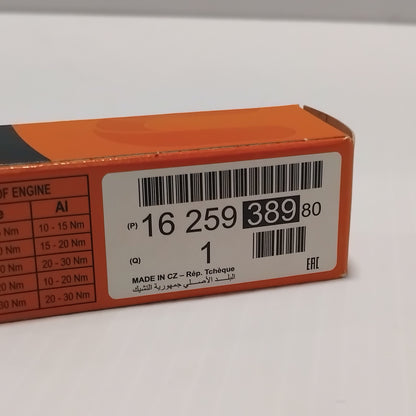 OF ENGINE
Al
Nm 10 - 15 Nm
Nm 15 - 20 Nm
Nm 20 - 30 Nm
Nm 10 - 20 Nm
Nm 20 - 30 Nm
(P) 16 259 389 80
(Q) 1
MADE IN CZ – Rép. Tchèque
البلد الأصلي جمهورية التشيك
EAC